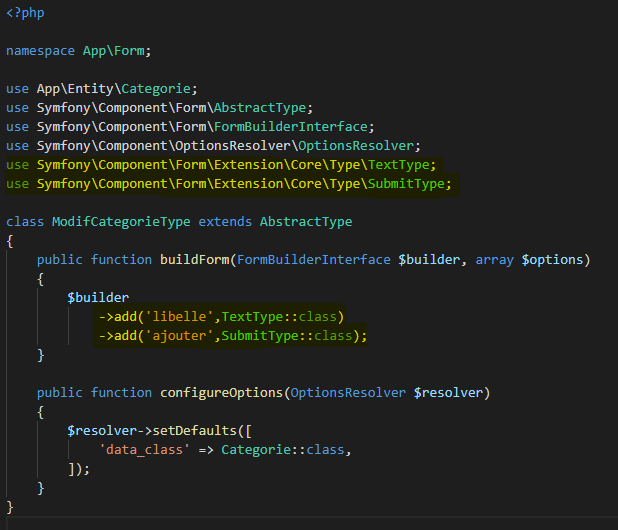 <?php
namespace App\Form;
use App\Entity\Categorie;
use Symfony\Component\Form\AbstractType;
use Symfony\Component\Form\FormBuilderInterface;
use Symfony\Component\OptionsResolver\OptionsResolver;
use Symfony\Component\Form\Extension\Core\Type\TextType;
use Symfony\Component\Form\Extension\Core\Type\SubmitType;
class ModifCategorieType extends AbstractType
{
    public function buildForm(FormBuilderInterface $builder, array $options)
    {
        $builder
            ->add('libelle',TextType::class)
            ->add('ajouter',SubmitType::class);
    }
    public function configureOptions(OptionsResolver $resolver)
    {
        $resolver->setDefaults([
            'data_class' => Categorie::class,
        ]);
    }
}